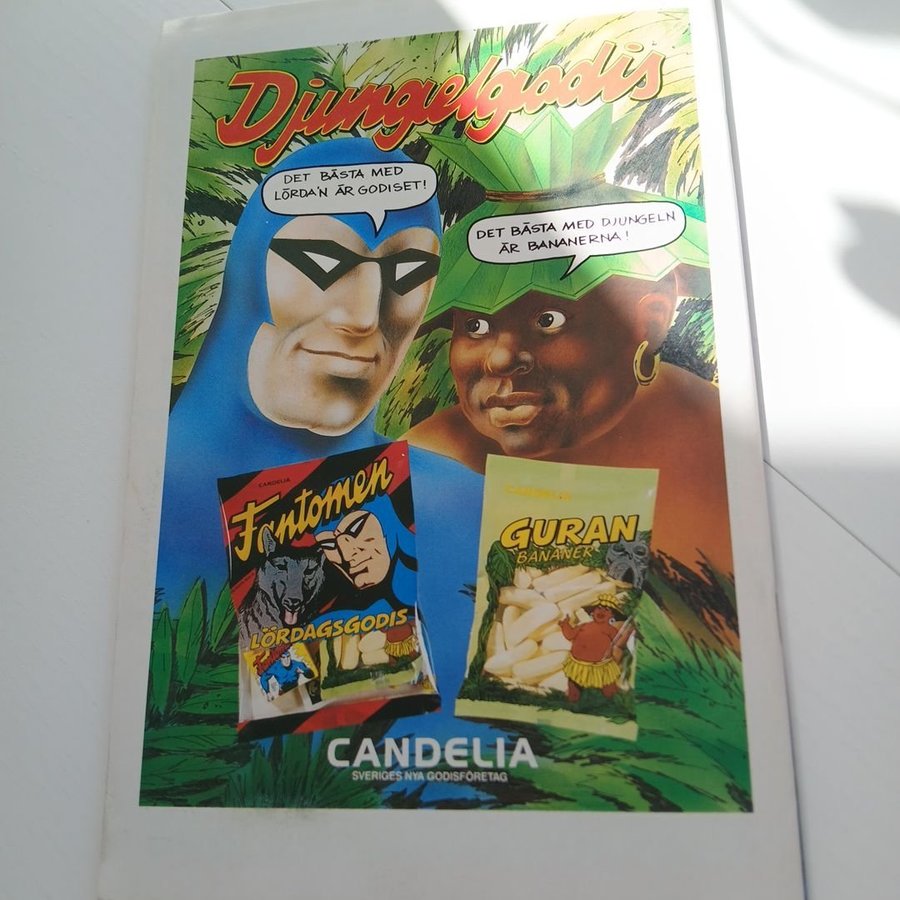 Djungelgodis
DET BÄSTA MED
LÖRDA'N ÄR GODISET!
DET BÄSTA MED DJUNGELN
ÄR BANANERNA!
CANDELIA
Fantomen
LÖRDAGSGODIS
Fantomen
CANDELIA
GURAN
BANANER
CANDELIA
SVERIGES NYA GODISFÖRETAG